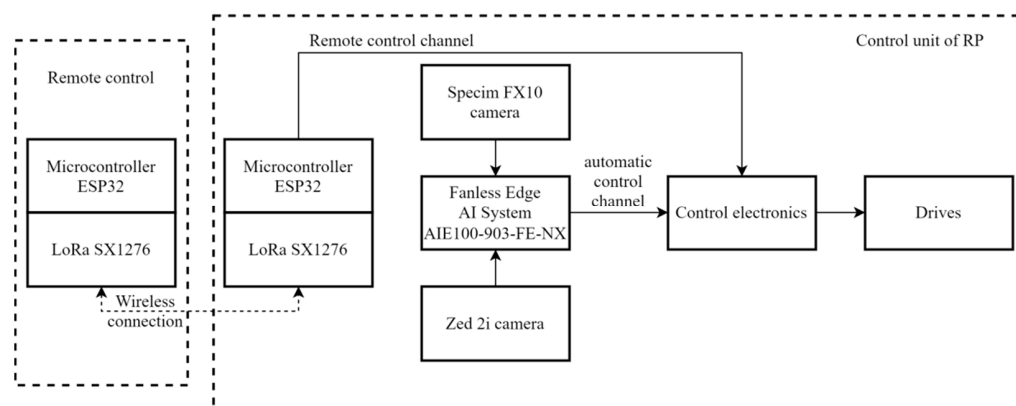 Remote control channel
Control unit of RP
Remote control
Specim FX10
camera
Microcontroller
ESP32
LoRa SX1276
Microcontroller
ESP32
LoRa SX1276
Wireless
connection
Fanless Edge
AI System
AIE100-903-FE-NX
automatic
control
channel
Control electronics
Drives
Zed 2i camera